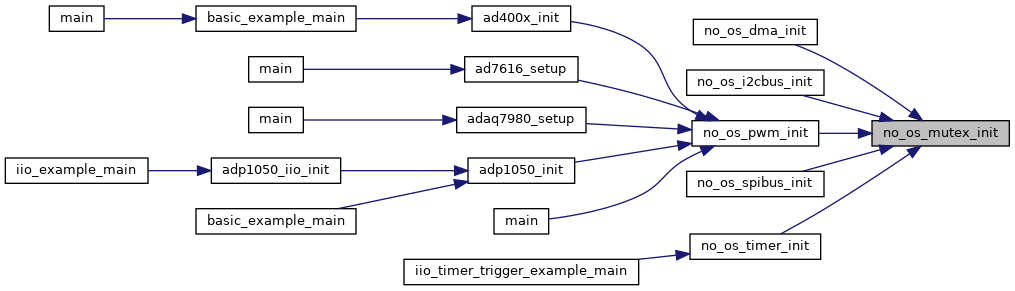 main
basic_example_main
ad400x_init
no_os_dma_init
main
ad7616_setup
no_os_i2cbus_init
main
adaq7980_setup
no_os_pwm_init
no_os_mutex_init
iio_example_main
adp1050_iio_init
adp1050_init
no_os_spibus_init
basic_example_main
main
no_os_timer_init
iio_timer_trigger_example_main